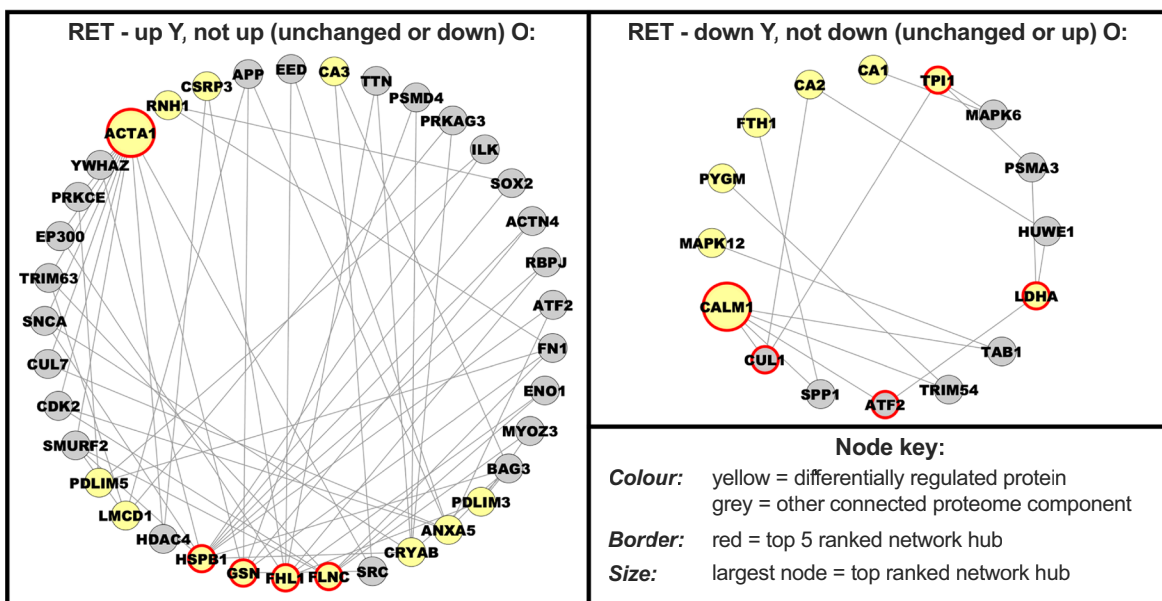 RET - up Y, not up (unchanged or down) O:
APP
EED
CA3
TTN
CSRP3
PSMD4
RNH1
PRKAG3
ACTA1
ILK
YWHAZ
SOX2
PRKCE
ACTN4
EP300
RBPJ
TRIM63
ATF2
SNCA
FN1
CUL7
ENO1
CDK2
MYOZ3
SMURF2
BAG3
PDLIM5
PDLIM3
LMCD1
ANXA5
HDAC4
CRYAB
HSPB1
GSN
FHL1
FLNC
SRC
RET - down Y, not down (unchanged or up) O:
CA1
TPI1
CA2
MAPK6
FTH1
PSMA3
PYGM
HUWE1
MAPK12
LDHA
CALM1
TAB1
CUL1
SPP1
ATF2
TRIM54
Node key:
Colour: yellow = differentially regulated protein
grey = other connected proteome component
Border: red = top 5 ranked network hub
Size: largest node = top ranked network hub